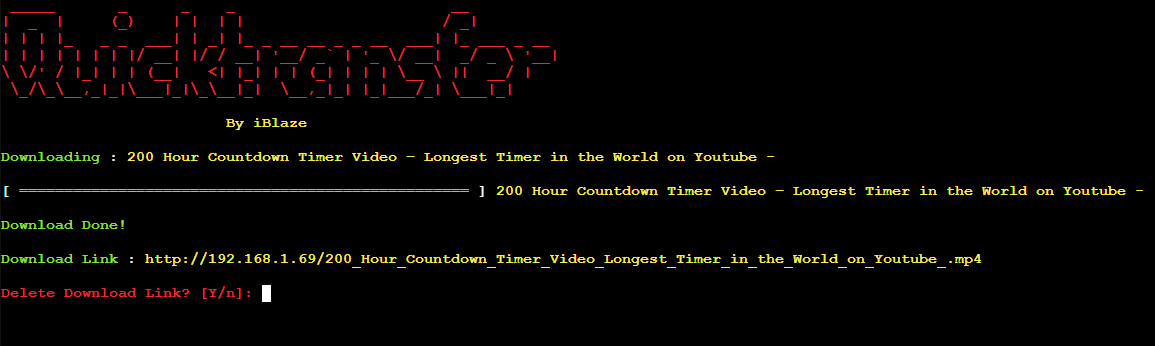 Quicktransfer
By iBlaze
Downloading : 200 Hour Countdown Timer Video – Longest Timer in the World on Youtube -
[ ================================================== ] 200 Hour Countdown Timer Video – Longest Timer in the World on Youtube -
Download Done!
Download Link : http://192.168.1.69/200_Hour_Countdown_Timer_Video_Longest_Timer_in_the_World_on_Youtube_.mp4
Delete Download Link? [Y/n]: